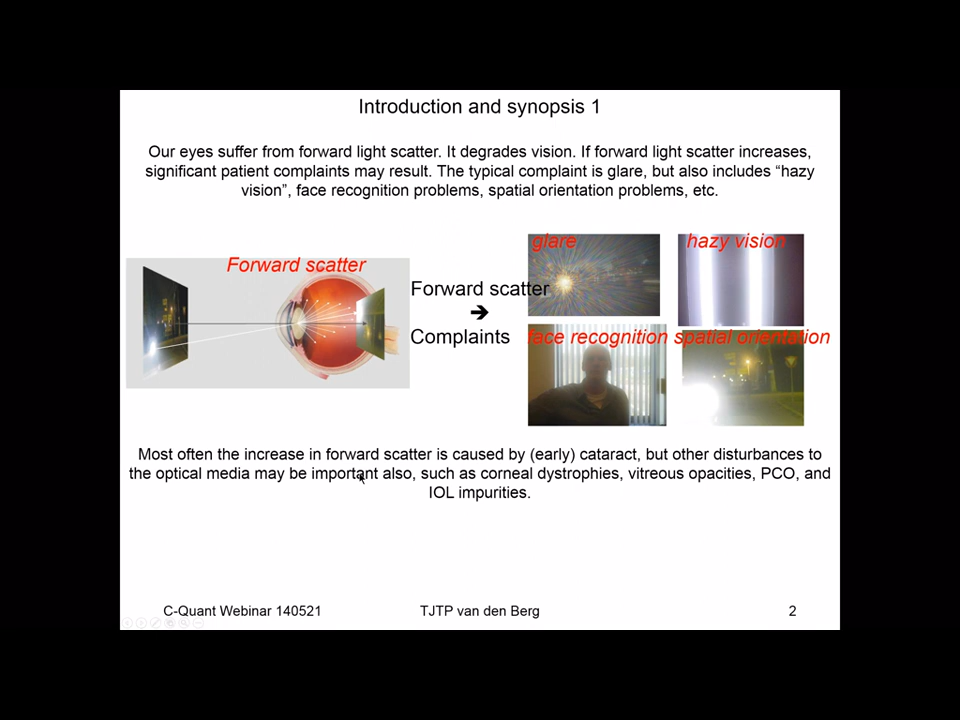 Introduction and synopsis 1
Our eyes suffer from forward light scatter. It degrades vision. If forward light scatter increases,
significant patient complaints may result. The typical complaint is glare, but also includes “hazy
vision”, face recognition problems, spatial orientation problems, etc.
Forward scatter
Forward scatter
➔
Complaints
glare
hazy vision
face recognition
spatial orientation
Most often the increase in forward scatter is caused by (early) cataract, but other disturbances to
the optical media may be important also, such as corneal dystrophies, vitreous opacities, PCO, and
IOL impurities.
C-Quant Webinar 140521
TJTP van den Berg
2